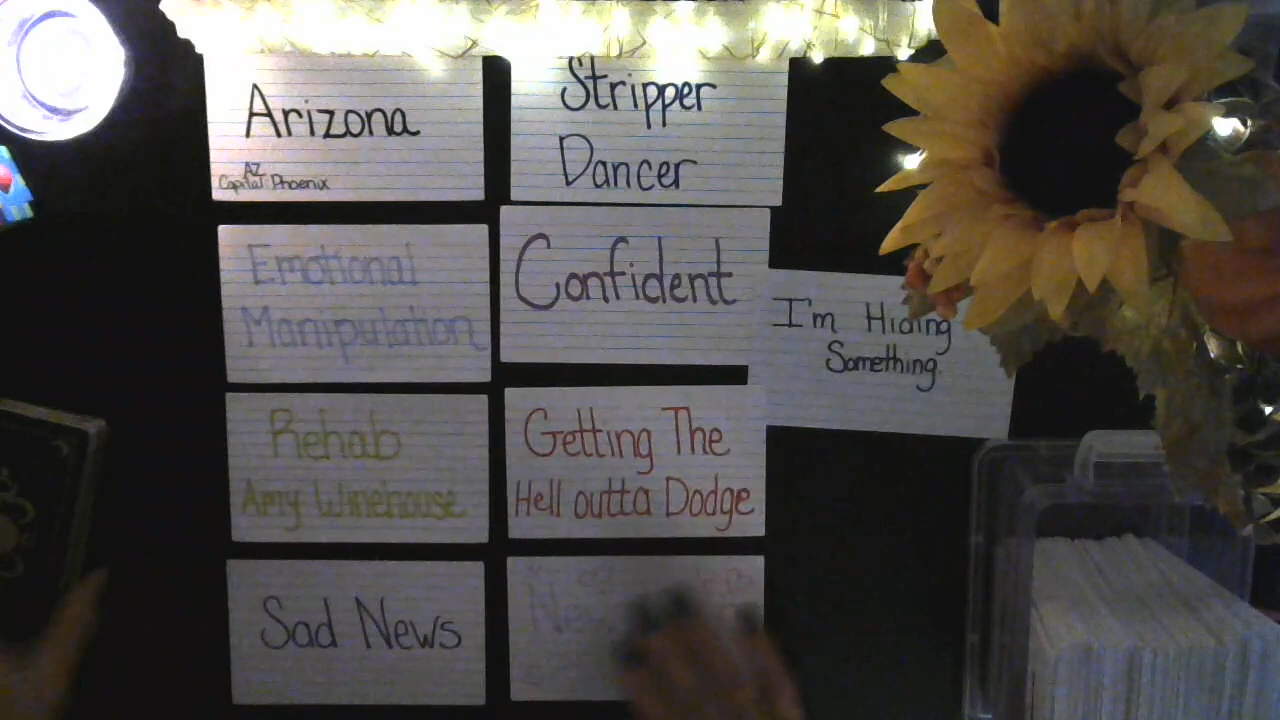 Arizona
AZ
Capital Phoenix
Stripper
Dancer
Emotional
Manipulation
Confident
I'm Hiding
Something.
Rehab
Amy Winehouse
Getting The
Hell outta Dodge
Sad News